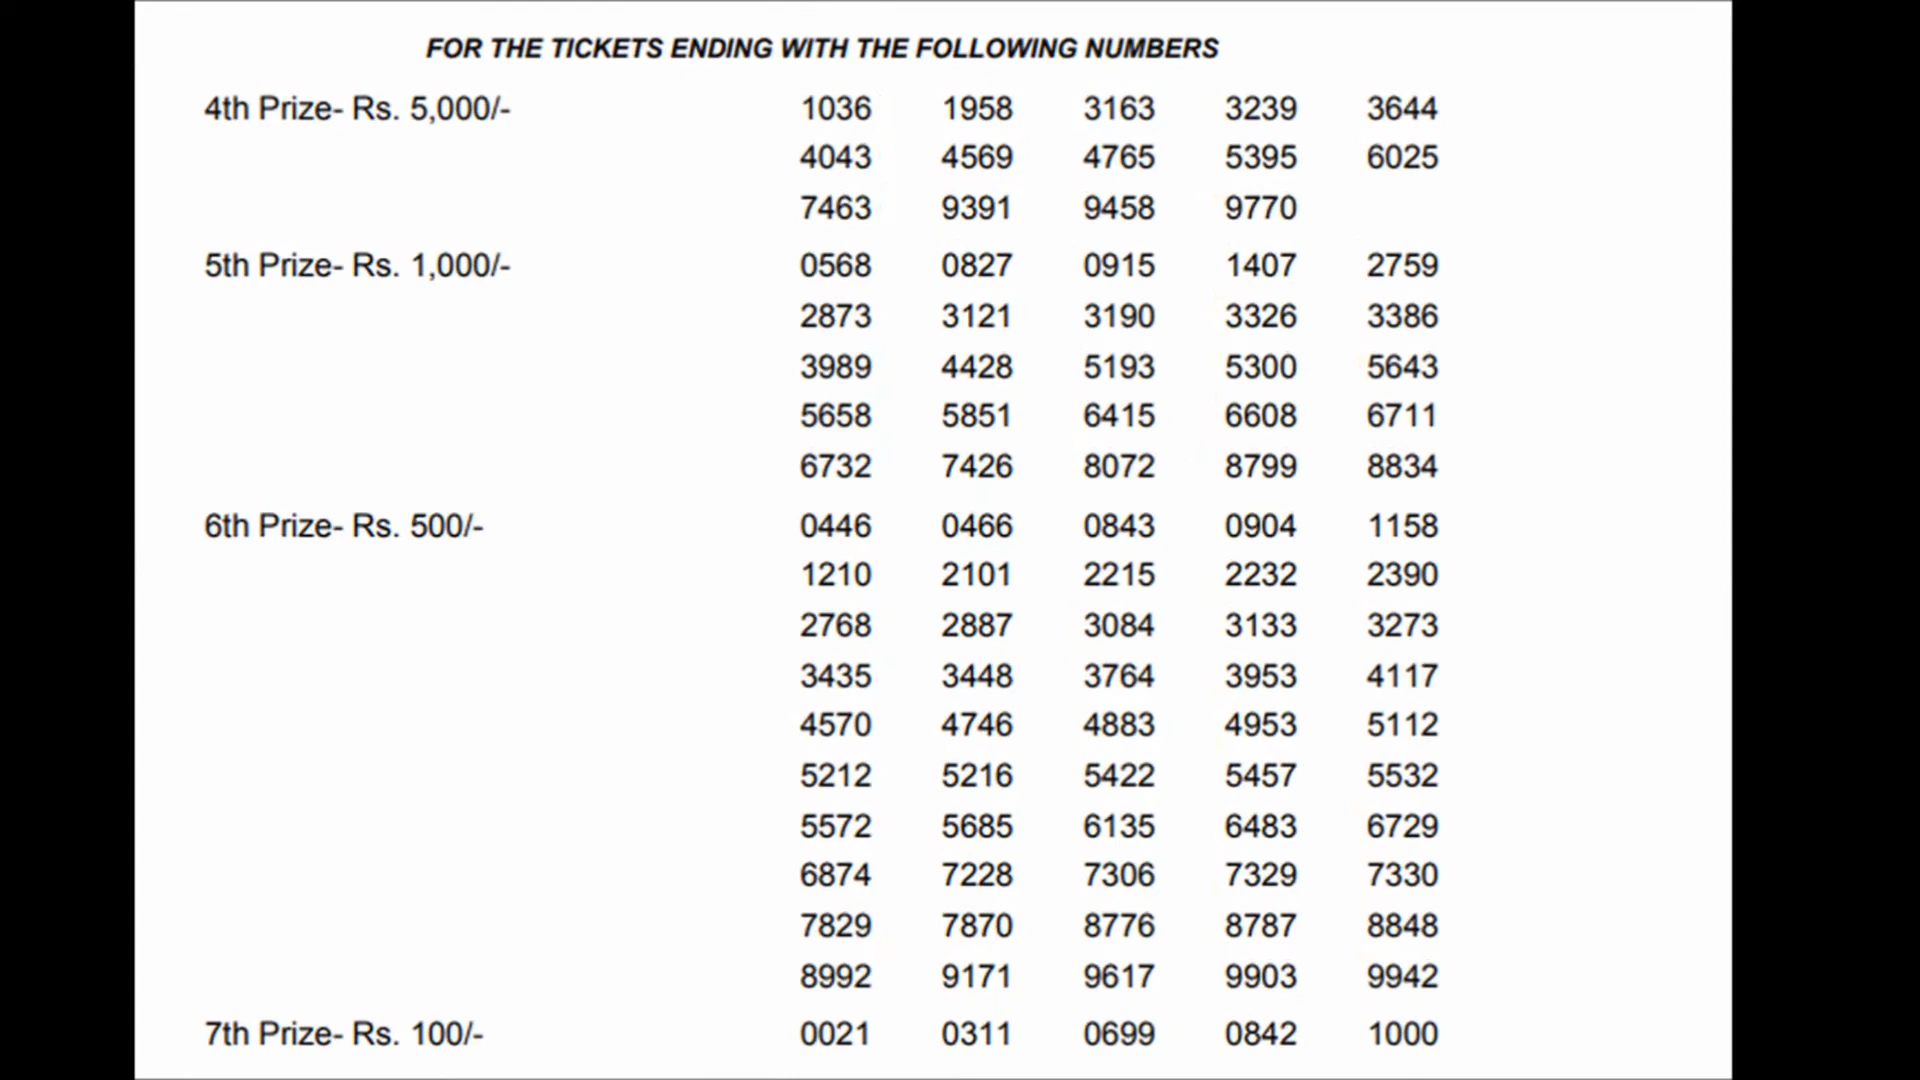 FOR THE TICKETS ENDING WITH THE FOLLOWING NUMBERS
4th Prize- Rs. 5,000/- 1036 1958 3163 3239 3644
4043 4569 4765 5395 6025
7463 9391 9458 9770
5th Prize- Rs. 1,000/- 0568 0827 0915 1407 2759
2873 3121 3190 3326 3386
3989 4428 5193 5300 5643
5658 5851 6415 6608 6711
6732 7426 8072 8799 8834
6th Prize- Rs. 500/- 0446 0466 0843 0904 1158
1210 2101 2215 2232 2390
2768 2887 3084 3133 3273
3435 3448 3764 3953 4117
4570 4746 4883 4953 5112
5212 5216 5422 5457 5532
5572 5685 6135 6483 6729
6874 7228 7306 7329 7330
7829 7870 8776 8787 8848
8992 9171 9617 9903 9942
7th Prize- Rs. 100/- 0021 0311 0699 0842 1000